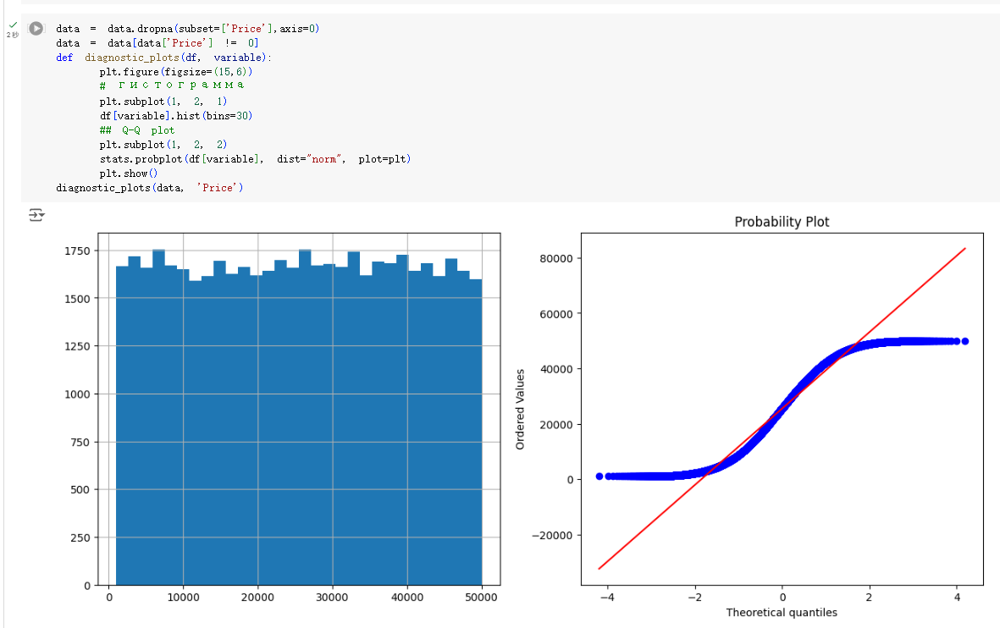 2秒
data = data.dropna(subset=['Price'],axis=0)
data = data[data['Price'] != 0]
def diagnostic_plots(df, variable):
plt.figure(figsize=(15,6))
# гистограмма
plt.subplot(1, 2, 1)
df[variable].hist(bins=30)
## Q-Q plot
plt.subplot(1, 2, 2)
stats.probplot(df[variable], dist="norm", plot=plt)
plt.show()
diagnostic_plots(data, 'Price')
1750
1500
1250
1000
750
500
250
0
0 10000 20000 30000 40000 50000
Probability Plot
80000
60000
40000
20000
0
−20000
Ordered Values
−4 −2 0 2 4
Theoretical quantiles